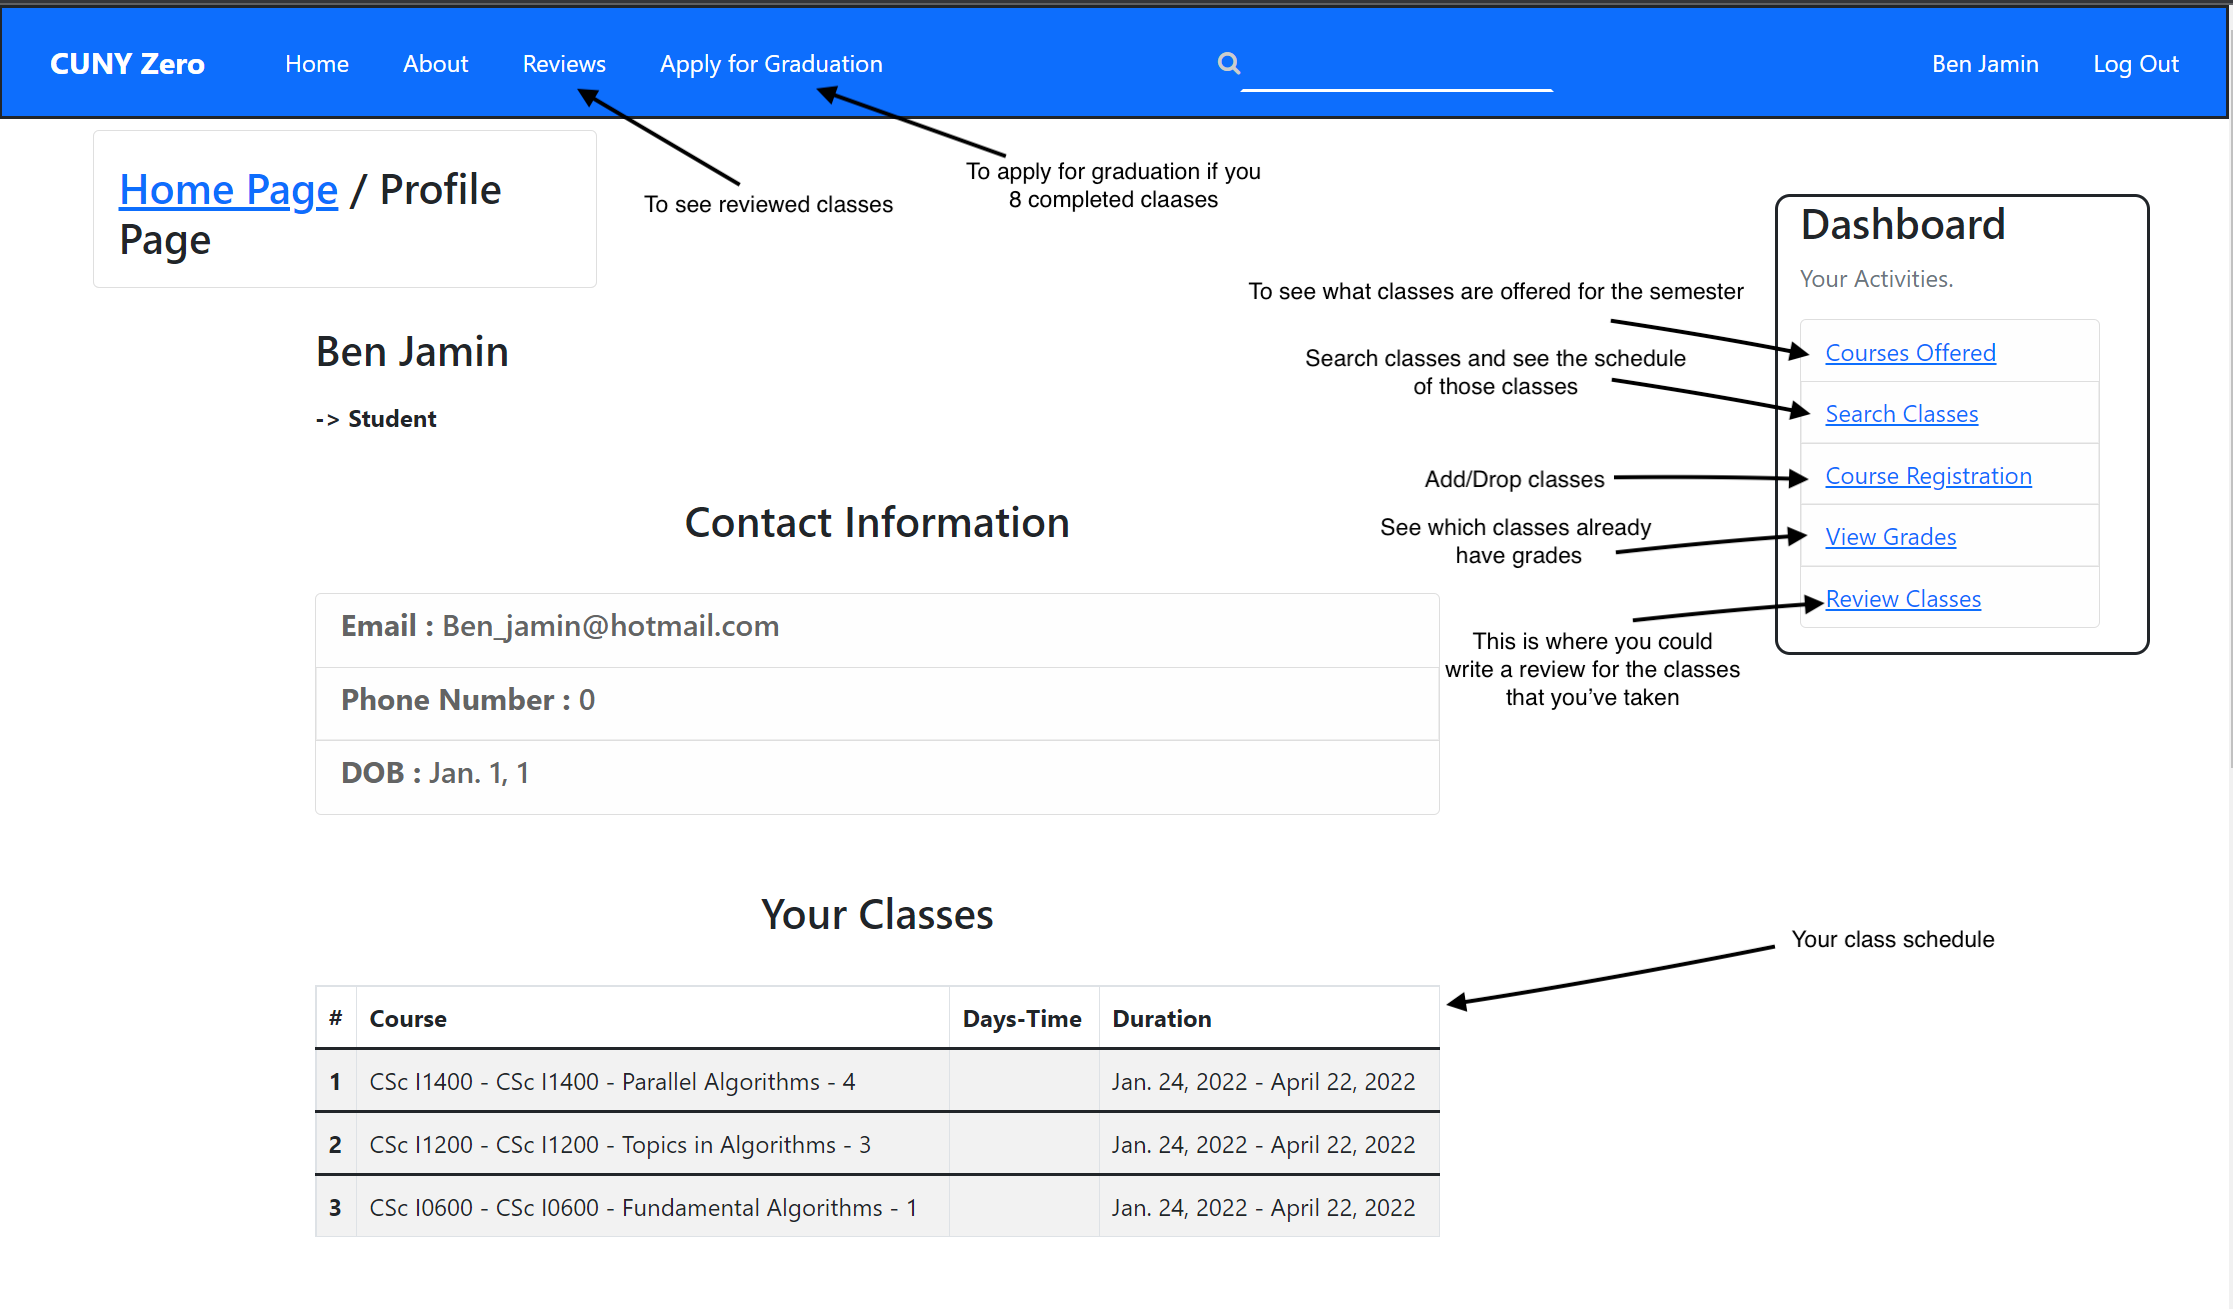 CUNY Zero Home About Reviews Apply for Graduation Ben Jamin Log Out
Home Page / Profile
Page
To see reviewed classes
To apply for graduation if you
8 completed claases
Dashboard
Your Activities.
To see what classes are offered for the semester
Courses Offered
Search classes and see the schedule
of those classes
Search Classes
Add/Drop classes
Course Registration
See which classes already
have grades
View Grades
Review Classes
This is where you could
write a review for the classes
that you’ve taken
Ben Jamin
-> Student
Contact Information
Email : Ben_jamin@hotmail.com
Phone Number : 0
DOB : Jan. 1, 1
Your Classes
Your class schedule
# Course Days-Time Duration
1 CSc I1400 - CSc I1400 - Parallel Algorithms - 4 Jan. 24, 2022 - April 22, 2022
2 CSc I1200 - CSc I1200 - Topics in Algorithms - 3 Jan. 24, 2022 - April 22, 2022
3 CSc I0600 - CSc I0600 - Fundamental Algorithms - 1 Jan. 24, 2022 - April 22, 2022